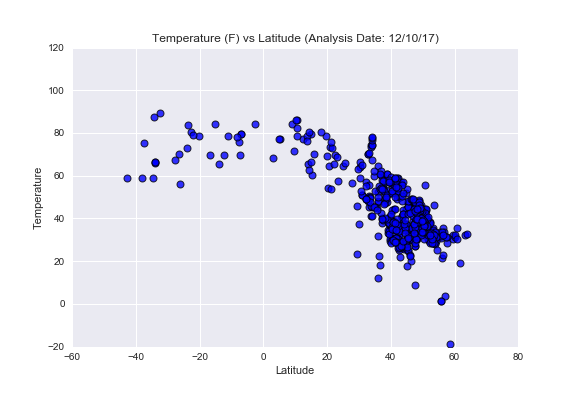 Temperature (F) vs Latitude (Analysis Date: 12/10/17)
120
100
80
60
40
20
0
−20
Temperature
−60 −40 −20 0 20 40 60 80
Latitude